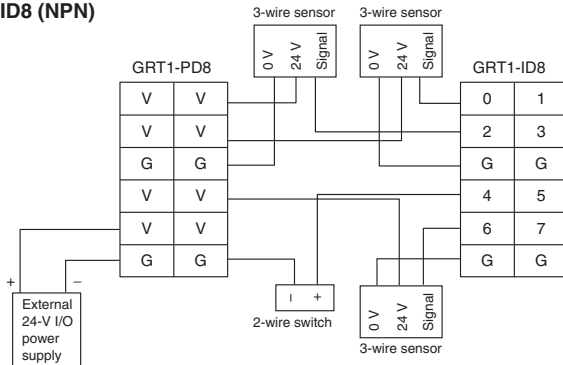 ID8 (NPN)
3-wire sensor
3-wire sensor
0 V
24 V
Signal
0 V
24 V
Signal
GRT1-PD8
GRT1-ID8
V V
V V
G G
V V
V V
G G
0 1
2 3
G G
4 5
6 7
G G
+
−
External
24-V I/O
power
supply
− +
2-wire switch
0 V
24 V
Signal
3-wire sensor